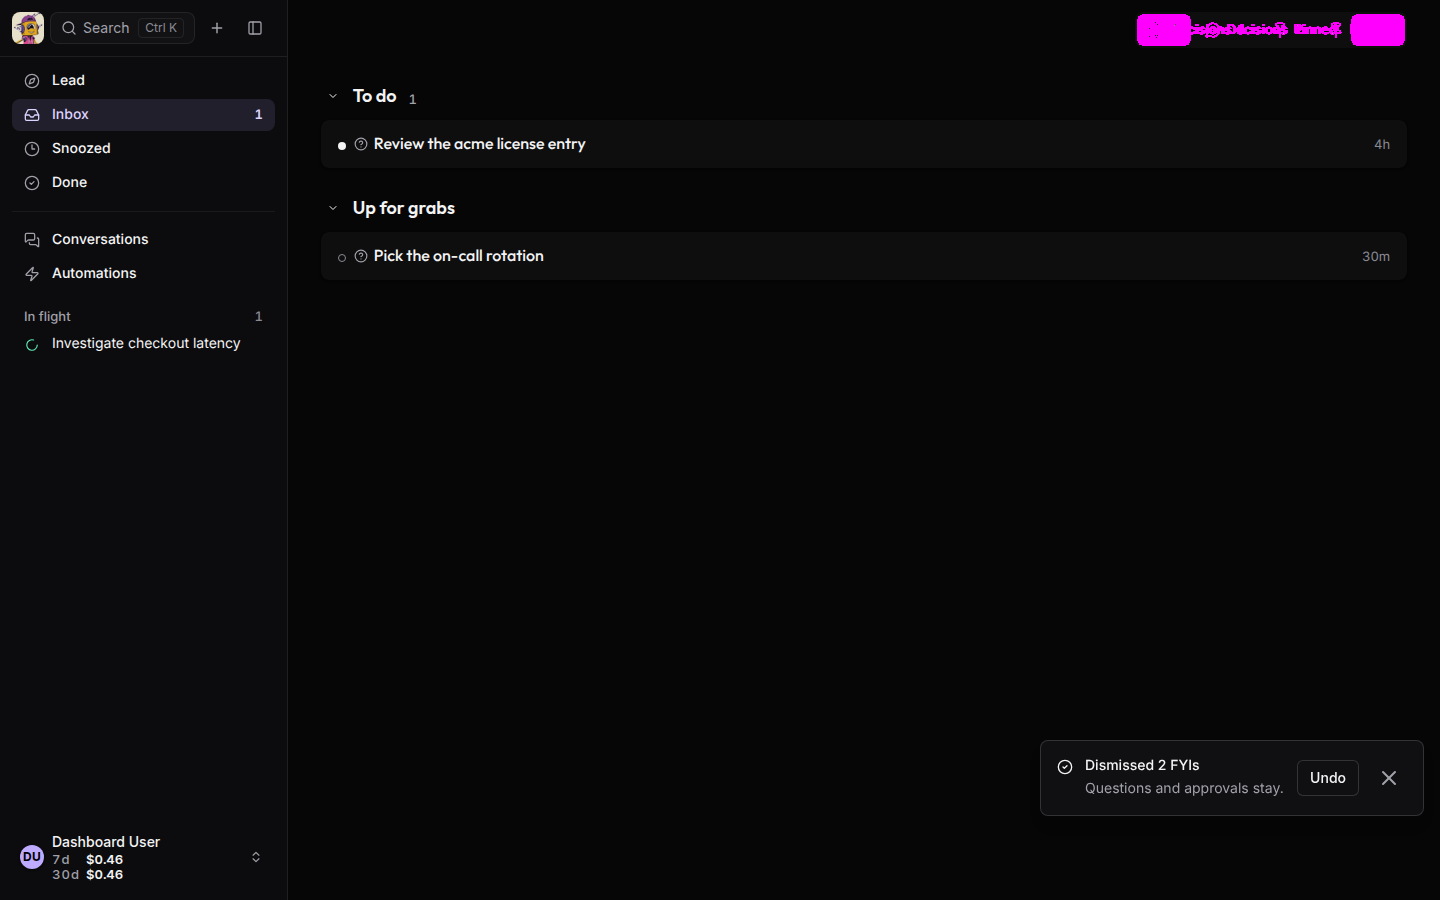 Search Ctrl K
Lead
Inbox 1
Snoozed
Done
Conversations
Automations
In flight 1
Investigate checkout latency
To do 1
Review the acme license entry 4h
Up for grabs
Pick the on-call rotation 30m
Dismissed 2 FYIs
Questions and approvals stay.
Undo
DU Dashboard User
7d $0.46
30d $0.46